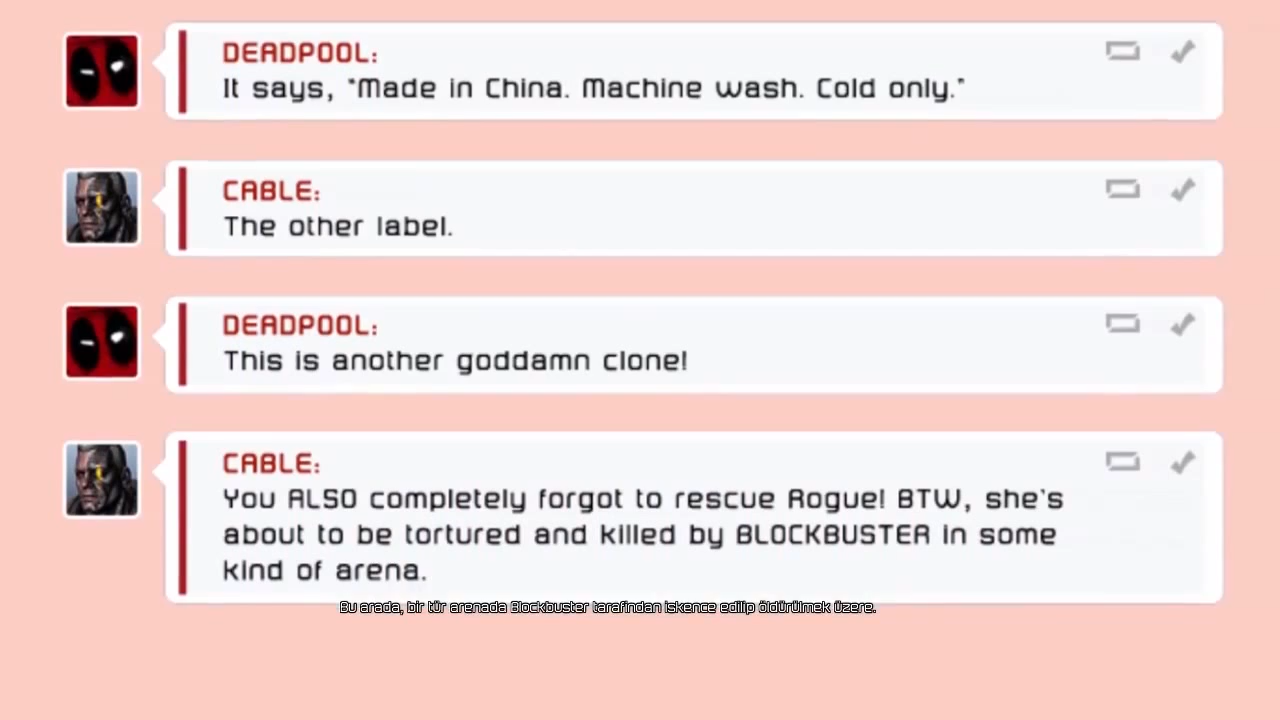 DEADPOOL:
It says, "Made in China. Machine wash. Cold only."
CABLE:
The other label.
DEADPOOL:
This is another goddamn clone!
CABLE:
You ALSO completely forgot to rescue Rogue! BTW, she's
about to be tortured and killed by BLOCKBUSTER in some
kind of arena.
Bu arada, bir tür arenada Blockbuster tarafından işkence edilip öldürülmek üzere.